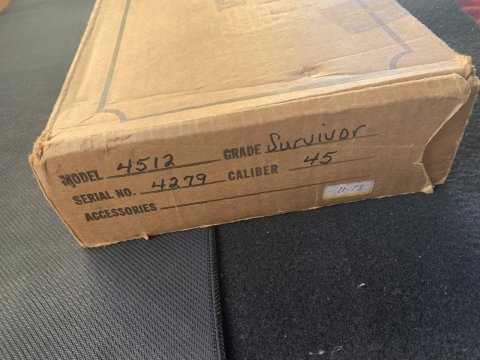 MODEL 4512 GRADE Survivor
SERIAL NO. 4279 CALIBER 45
ACCESSORIES
11-73